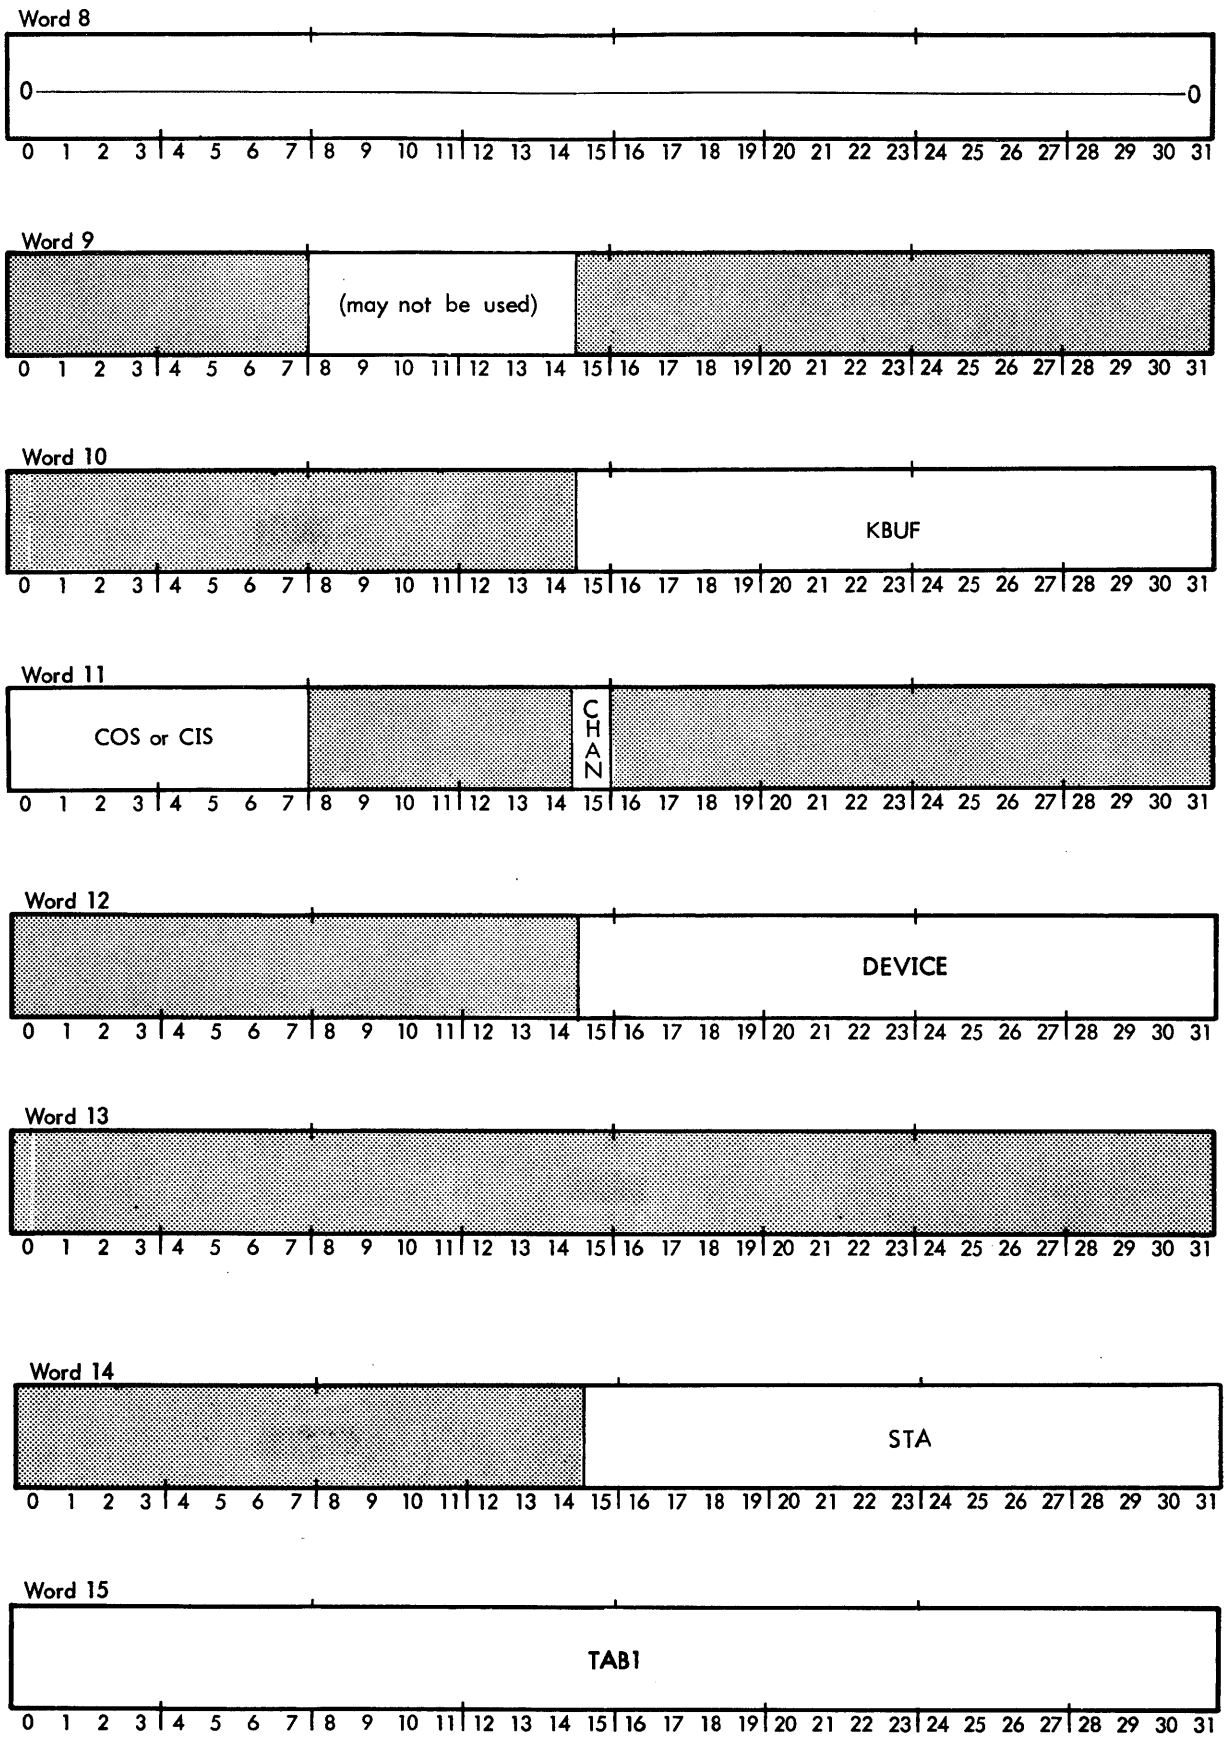 Word 8
0 0
0 1 2 3 4 5 6 7 8 9 10 11 12 13 14 15 16 17 18 19 20 21 22 23 24 25 26 27 28 29 30 31
Word 9
(may not be used)
0 1 2 3 4 5 6 7 8 9 10 11 12 13 14 15 16 17 18 19 20 21 22 23 24 25 26 27 28 29 30 31
Word 10
KBUF
0 1 2 3 4 5 6 7 8 9 10 11 12 13 14 15 16 17 18 19 20 21 22 23 24 25 26 27 28 29 30 31
Word 11
COS or CIS
CHAN
0 1 2 3 4 5 6 7 8 9 10 11 12 13 14 15 16 17 18 19 20 21 22 23 24 25 26 27 28 29 30 31
Word 12
DEVICE
0 1 2 3 4 5 6 7 8 9 10 11 12 13 14 15 16 17 18 19 20 21 22 23 24 25 26 27 28 29 30 31
Word 13
0 1 2 3 4 5 6 7 8 9 10 11 12 13 14 15 16 17 18 19 20 21 22 23 24 25 26 27 28 29 30 31
Word 14
STA
0 1 2 3 4 5 6 7 8 9 10 11 12 13 14 15 16 17 18 19 20 21 22 23 24 25 26 27 28 29 30 31
Word 15
TAB1
0 1 2 3 4 5 6 7 8 9 10 11 12 13 14 15 16 17 18 19 20 21 22 23 24 25 26 27 28 29 30 31